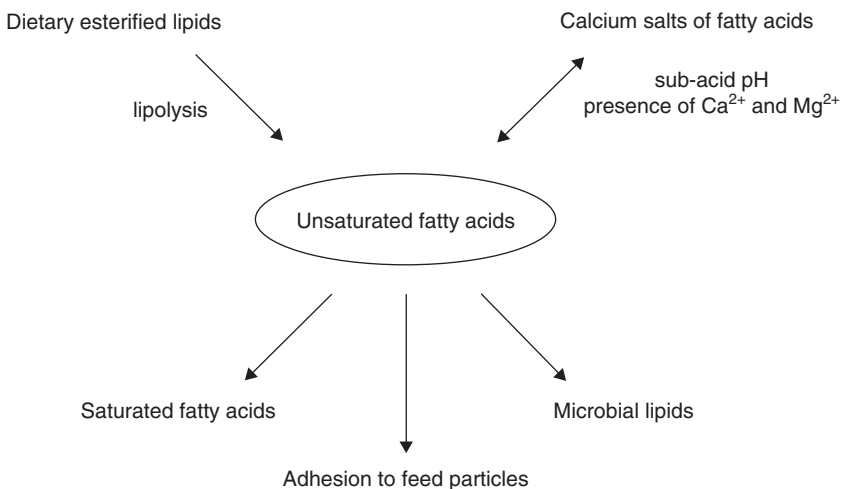 Dietary esterified lipids
Calcium salts of fatty acids
lipolysis
sub-acid pH
presence of Ca²⁺ and Mg²⁺
Unsaturated fatty acids
Saturated fatty acids
Microbial lipids
Adhesion to feed particles